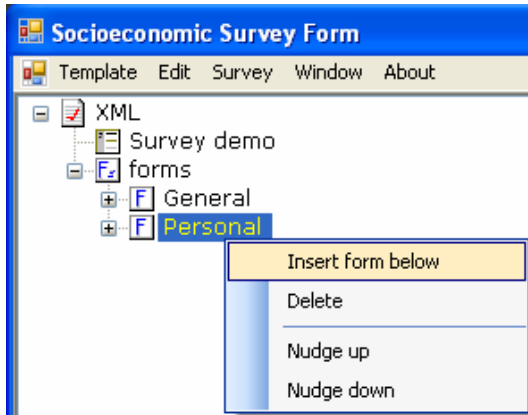 Socioeconomic Survey Form
Template Edit Survey Window About
XML
Survey demo
forms
General
Personal
Insert form below
Delete
Nudge up
Nudge down